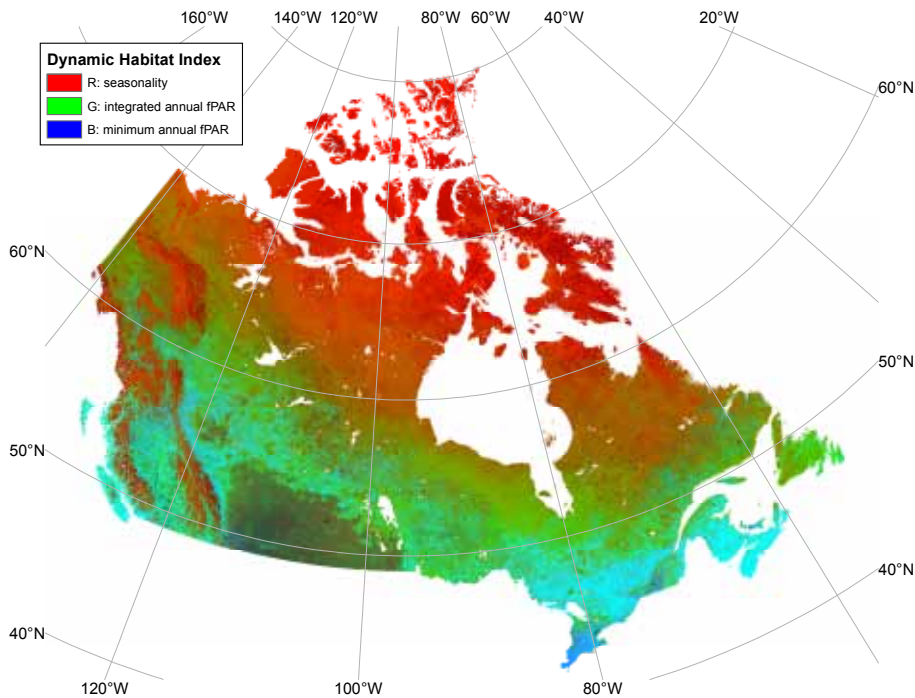 160°W
140°W 120°W
80°W 60°W
40°W
20°W
Dynamic Habitat Index
R: seasonality
G: integrated annual fPAR
B: minimum annual fPAR
60°N
60°N
50°N
50°N
40°N
40°N
120°W
100°W
80°W